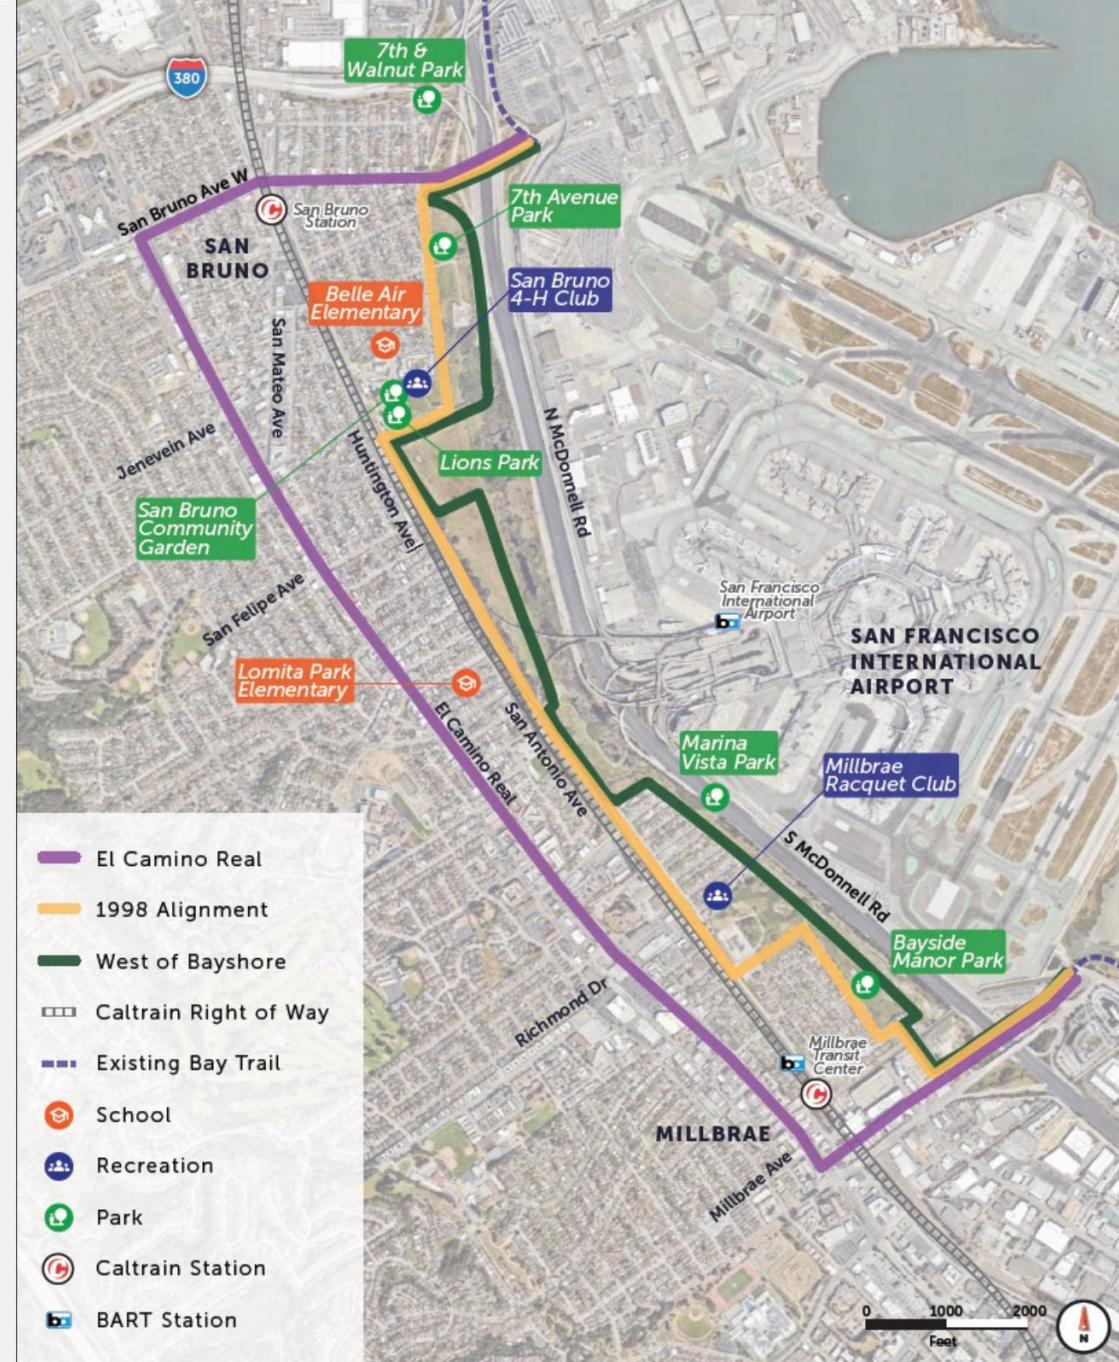 7th &
Walnut Park
380
San Bruno Ave W
San Bruno
Station
7th Avenue
Park
SAN
BRUNO
San Bruno
4-H Club
Belle Air
Elementary
San Mateo Ave
N McDonnell Rd
Jenevein Ave
Huntington Ave
Lions Park
San Bruno
Community
Garden
San Francisco
International
Airport
San Felipe Ave
SAN FRANCISCO
INTERNATIONAL
AIRPORT
Lomita Park
Elementary
El Camino Real
San Antonio Ave
Marina
Vista Park
Millbrae
Racquet Club
S McDonnell Rd
Bayside
Manor Park
Richmond Dr
Millbrae
Transit
Center
MILLBRAE
Millbrae Ave
El Camino Real
1998 Alignment
West of Bayshore
Caltrain Right of Way
Existing Bay Trail
School
Recreation
Park
Caltrain Station
ba BART Station
0 1000 2000
Feet
N